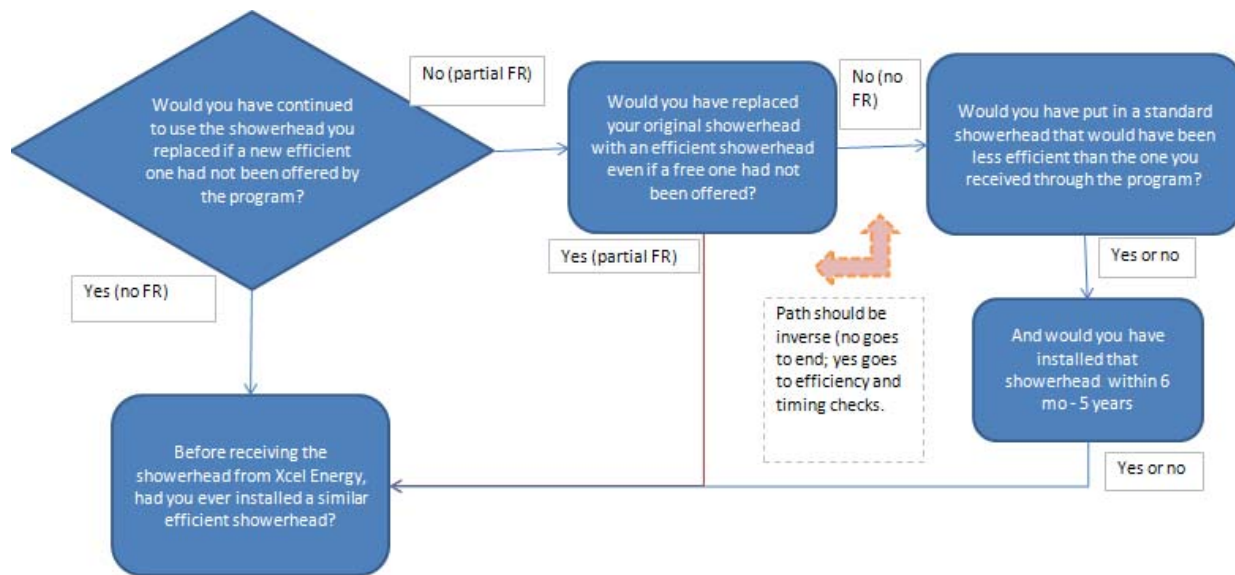 Would you have continued
to use the showerhead you
replaced if a new efficient
one had not been offered by
the program?
No (partial FR)
Would you have replaced
your original showerhead
with an efficient showerhead
even if a free one had not
been offered?
No (no
FR)
Would you have put in a standard
showerhead that would have been
less efficient than the one you
received through the program?
Yes (no FR)
Yes (partial FR)
Yes or no
Path should be
inverse (no goes
to end; yes goes
to efficiency and
timing checks.
And would you have
installed that
showerhead within 6
mo - 5 years
Yes or no
Before receiving the
showerhead from Xcel Energy,
had you ever installed a similar
efficient showerhead?